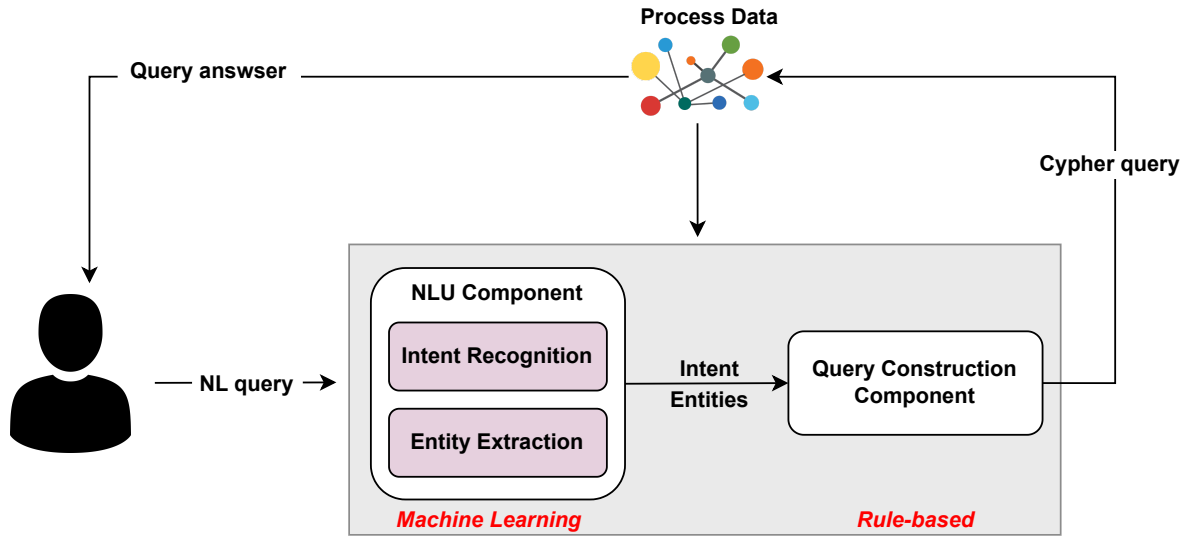 Process Data
Query answser
Cypher query
NLU Component
Intent Recognition
NL query
Intent
Entities
Query Construction
Component
Entity Extraction
Machine Learning
Rule-based